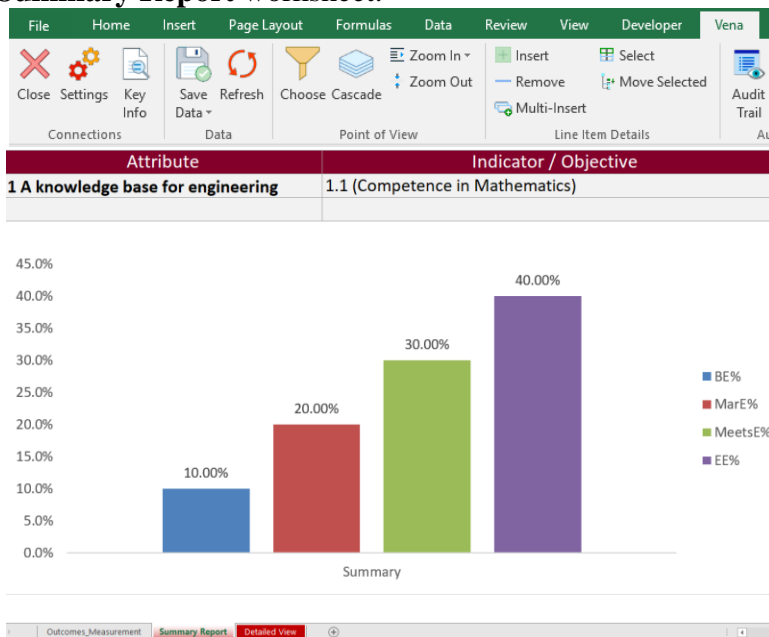 Summary Report worksheet.
File Home Insert Page Layout Formulas Data Review View Developer Vena
Zoom In
Insert
Select
Zoom Out
Remove
Move Selected
Close Settings Key Info Save Data Refresh Choose Cascade
Multi-Insert
Audit Trail
Connections Data Point of View Line Item Details Au
Attribute Indicator / Objective
1 A knowledge base for engineering 1.1 (Competence in Mathematics)
45.0%
40.0%
35.0%
30.0%
25.0%
20.0%
15.0%
10.0%
5.0%
0.0%
10.00%
20.00%
30.00%
40.00%
Summary
BE%
MarE%
MeetsE%
EE%
Outcomes_Measurement Summary Report Detailed View